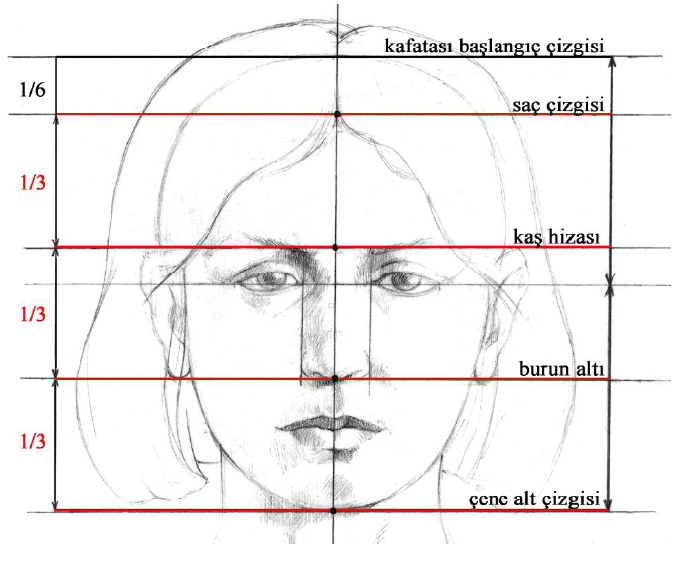 kafatası başlangıç çizgisi
1/6
saç çizgisi
1/3
kaş hizası
1/3
burun altı
1/3
çene alt çizgisi